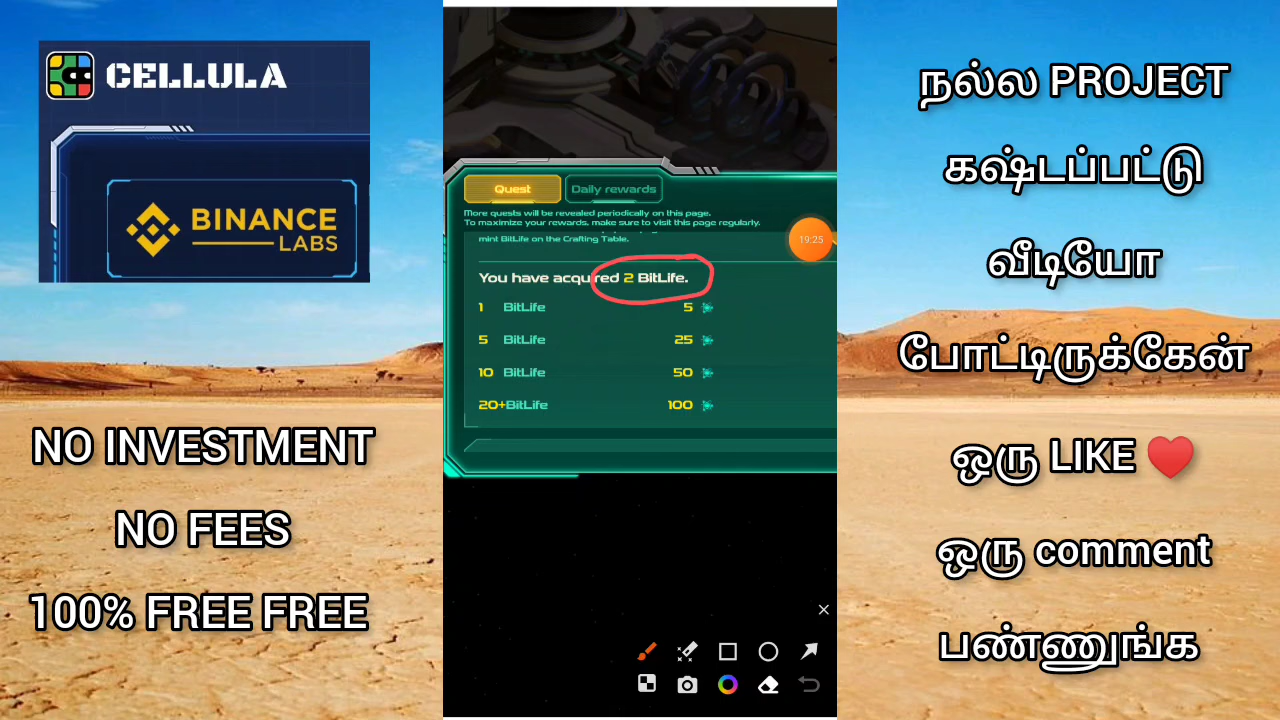 CELLULA
BINANCE
LABS
NO INVESTMENT
NO FEES
100% FREE FREE
Quest
Daily rewards
More quests will be revealed periodically on this page.
To maximize your rewards, make sure to visit this page regularly.
mint BitLife on the Crafting Table.
19:25
You have acquired 2 BitLife.
1 BitLife 5
5 BitLife 25
10 BitLife 50
20+BitLife 100
நல்ல PROJECT
கஷ்டப்பட்டு
வீடியோ
போட்டிருக்கேன்
ஒரு LIKE ♥️
ஒரு comment
பண்ணுங்க